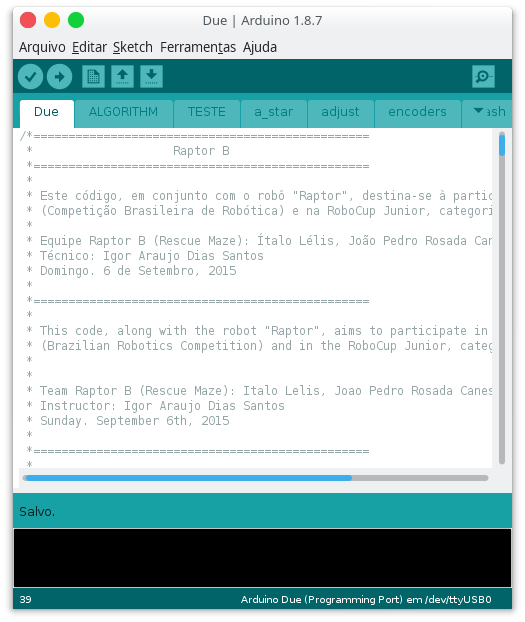 Due | Arduino 1.8.7
Arquivo Editar Sketch Ferramentas Ajuda
Due ALGORITHM TESTE a_star adjust encoders ash
/*================================================
* Raptor B
*================================================
*
* Este código, em conjunto com o robô "Raptor", destina-se à partic
* (Competição Brasileira de Robótica) e na RoboCup Junior, categori
*
* Equipe Raptor B (Rescue Maze): Ítalo Lélis, João Pedro Rosada Can
* Técnico: Igor Araujo Dias Santos
* Domingo. 6 de Setembro, 2015
*
*================================================
*
* This code, along with the robot "Raptor", aims to participate in
* (Brazilian Robotics Competition) and in the RoboCup Junior, categ
*
*
* Team Raptor B (Rescue Maze): Italo Lelis, Joao Pedro Rosada Canes
* Instructor: Igor Araujo Dias Santos
* Sunday. September 6th, 2015
*
*================================================
*
Salvo.
39 Arduino Due (Programming Port) em /dev/ttyUSB0